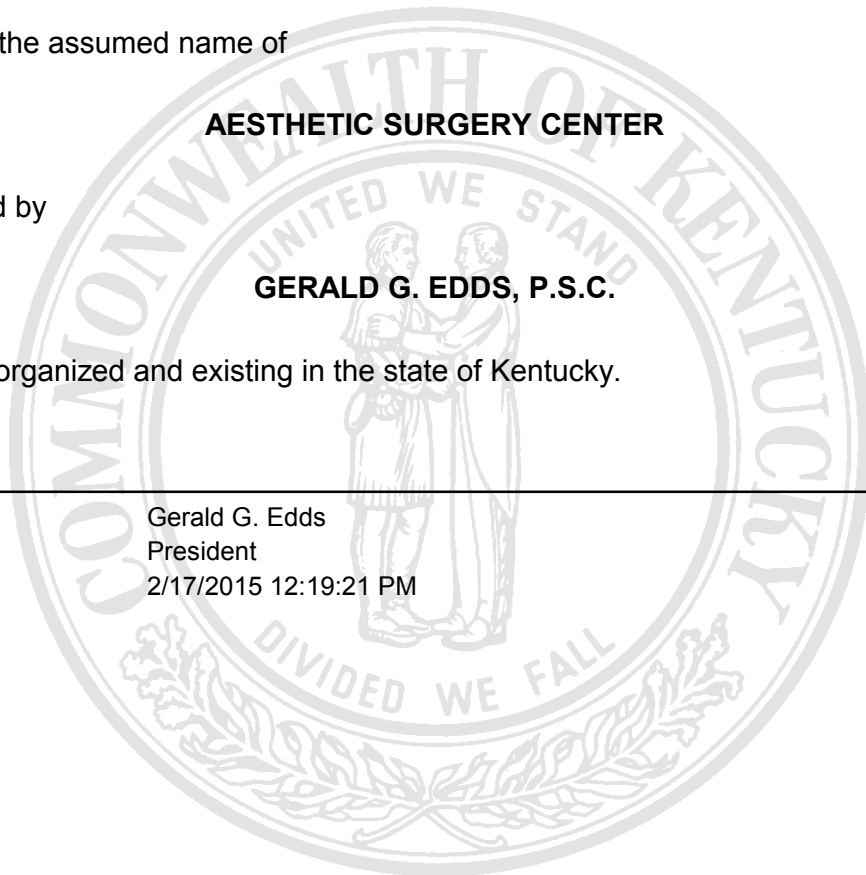 the assumed name of
AESTHETIC SURGERY CENTER
d by
GERALD G. EDDS, P.S.C.
organized and existing in the state of Kentucky.
Gerald G. Edds
President
2/17/2015 12:19:21 PM
COMMONWEALTH OF KENTUCKY
UNITED WE STAND
DIVIDED WE FALL